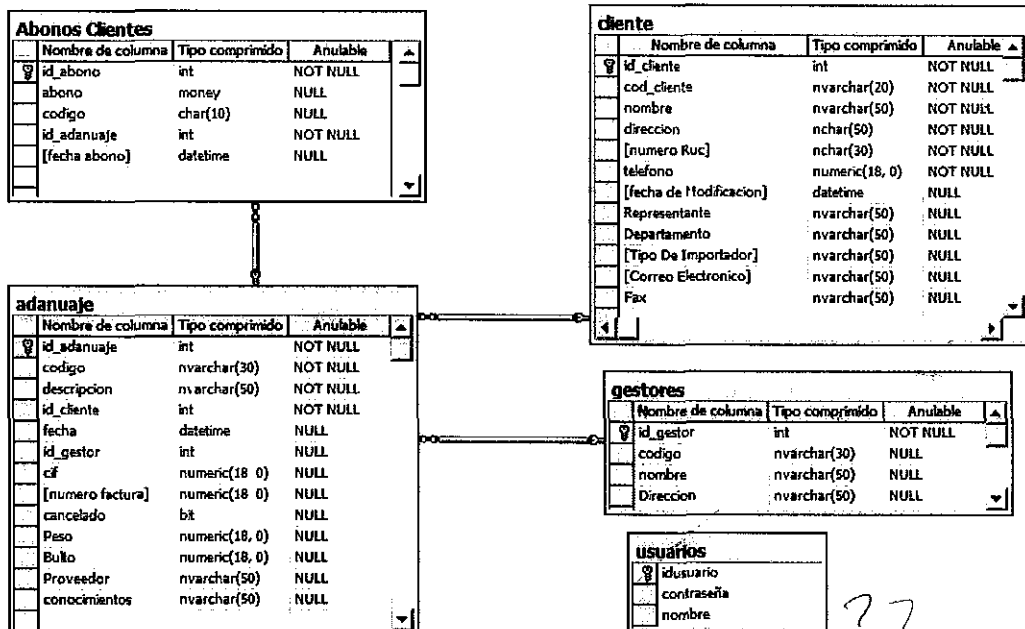 Abonos Clientes
Nombre de columna Tipo comprimido Anulable
id_abono int NOT NULL
abono money NULL
codigo char(10) NULL
id_adanuaje int NOT NULL
[fecha abono] datetime NULL
cliente
Nombre de columna Tipo comprimido Anulable
id_cliente int NOT NULL
cod_cliente nvarchar(20) NOT NULL
nombre nvarchar(50) NOT NULL
direccion nchar(50) NOT NULL
[numero Ruc] nchar(30) NOT NULL
telefono numeric(18, 0) NOT NULL
[fecha de Modificacion] datetime NULL
Representante nvarchar(50) NULL
Departamento nvarchar(50) NULL
[Tipo De Importador] nvarchar(50) NULL
[Correo Electronico] nvarchar(50) NULL
Fax nvarchar(50) NULL
adanuaje
Nombre de columna Tipo comprimido Anulable
id_adanuaje int NOT NULL
codigo nvarchar(30) NOT NULL
descripcion nvarchar(50) NOT NULL
id_cliente int NOT NULL
fecha datetime NULL
id_gestor int NULL
cif numeric(18 0) NULL
[numero factura] numeric(18 0) NULL
cancelado bit NULL
Peso numeric(18, 0) NULL
Bulto numeric(18, 0) NULL
Proveedor nvarchar(50) NULL
conocimientos nvarchar(50) NULL
gestores
Nombre de columna Tipo comprimido Anulable
id_gestor int NOT NULL
codigo nvarchar(30) NULL
nombre nvarchar(50) NULL
Direccion nvarchar(50) NULL
usuarios
idusuario
contraseña
nombre
??